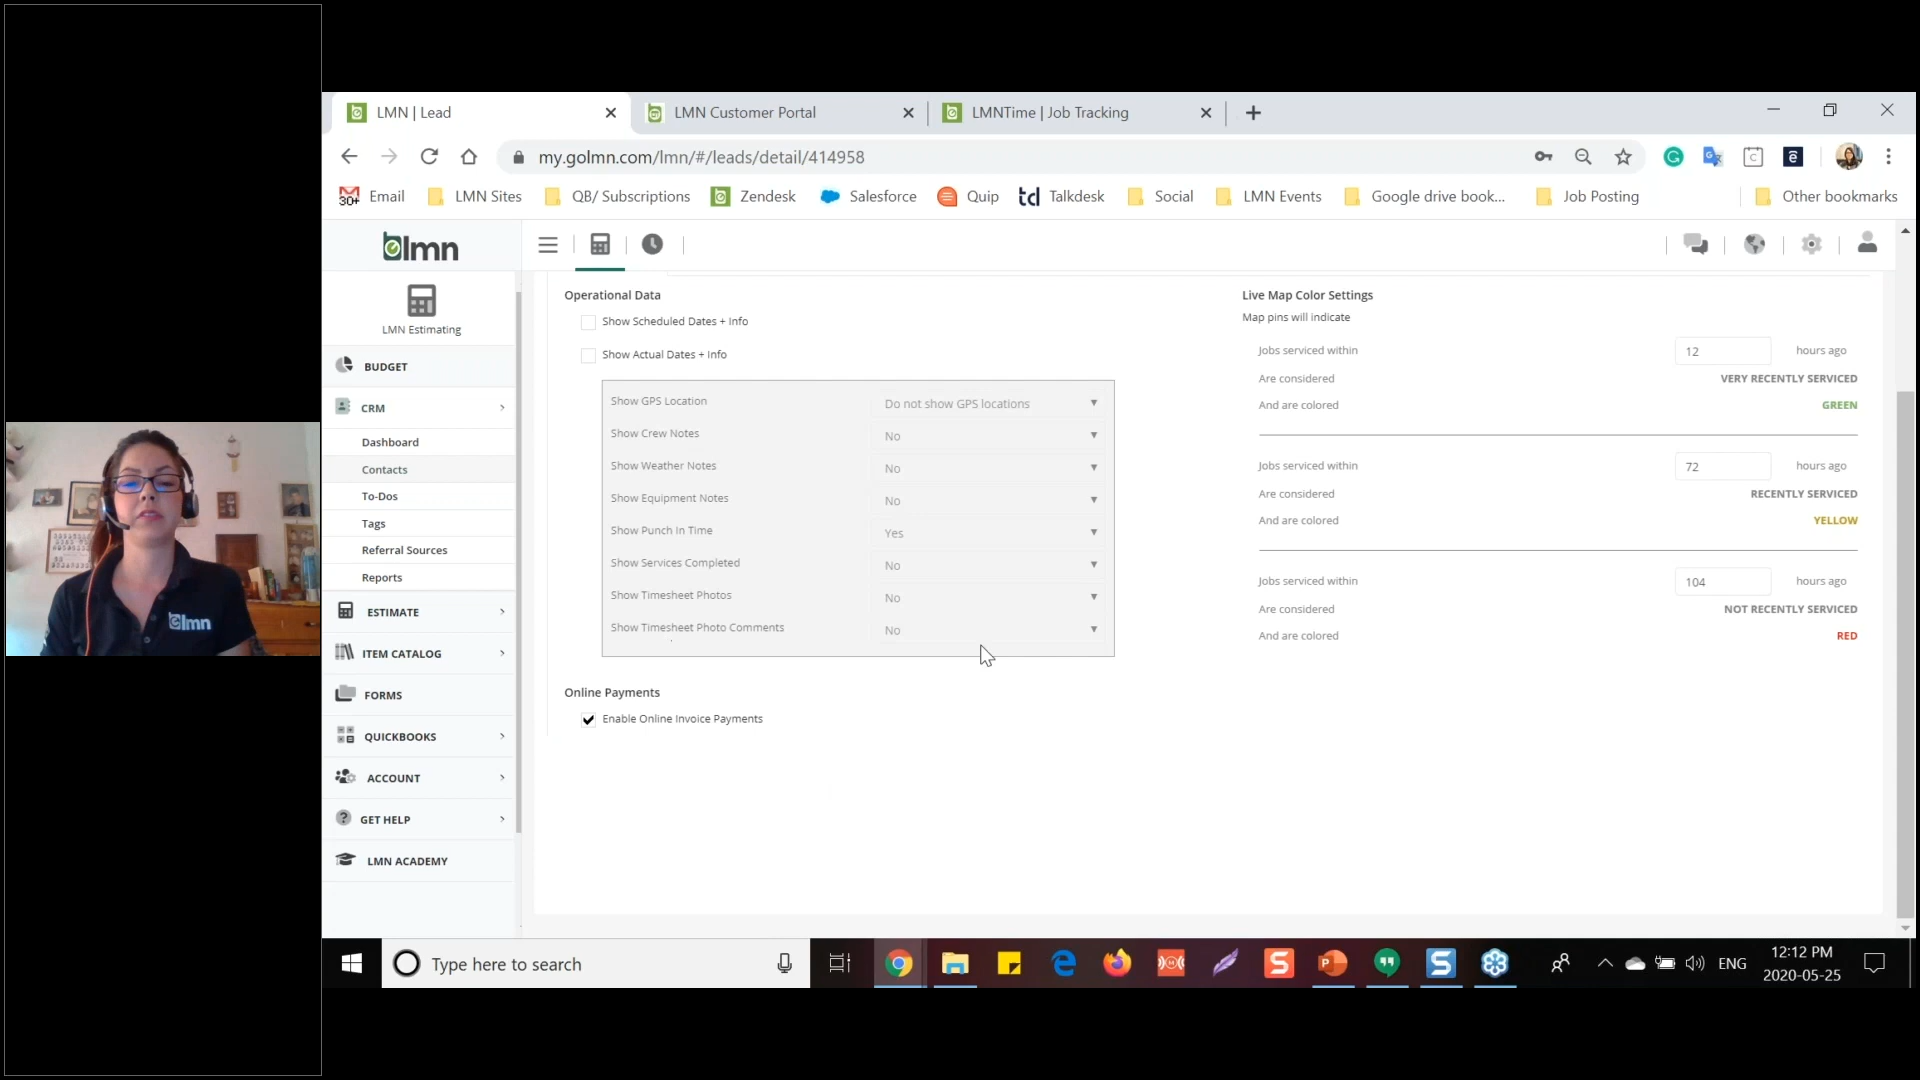 LMN | Lead
LMN Customer Portal
LMNTime | Job Tracking
my.golmn.com/lmn/#/leads/detail/414958
30+
Email
LMN Sites
QB/ Subscriptions
Zendesk
Salesforce
Quip
td Talkdesk
Social
LMN Events
Google drive book...
Job Posting
Other bookmarks
lmn
LMN Estimating
BUDGET
CRM
Dashboard
Contacts
To-Dos
Tags
Referral Sources
Reports
ESTIMATE
ITEM CATALOG
FORMS
QUICKBOOKS
ACCOUNT
GET HELP
LMN ACADEMY
Operational Data
Show Scheduled Dates + Info
Show Actual Dates + Info
Show GPS Location Do not show GPS locations
Show Crew Notes No
Show Weather Notes No
Show Equipment Notes No
Show Punch In Time Yes
Show Services Completed No
Show Timesheet Photos No
Show Timesheet Photo Comments No
Online Payments
Enable Online Invoice Payments
Live Map Color Settings
Map pins will indicate
Jobs serviced within 12 hours ago
Are considered VERY RECENTLY SERVICED
And are colored GREEN
Jobs serviced within 72 hours ago
Are considered RECENTLY SERVICED
And are colored YELLOW
Jobs serviced within 104 hours ago
Are considered NOT RECENTLY SERVICED
And are colored RED
lmn
Type here to search
ENG
12:12 PM
2020-05-25